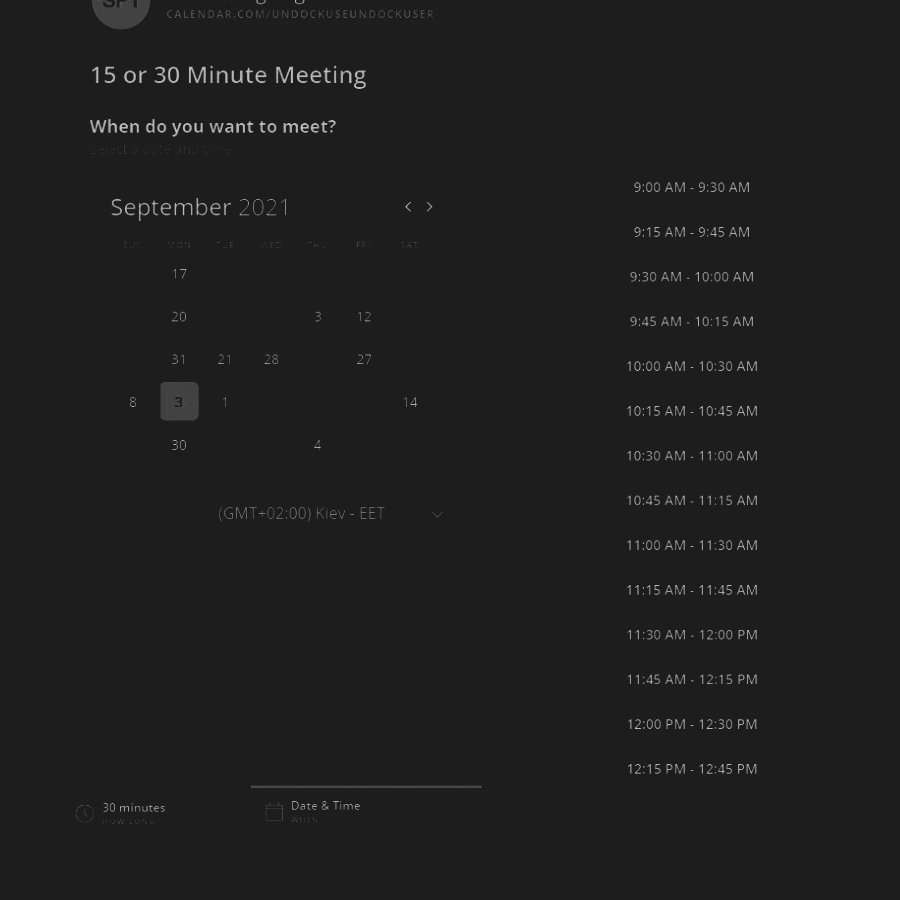 CALENDAR.COM/UNDOCKUSEUNDOCKUSER
15 or 30 Minute Meeting
When do you want to meet?
Select a date and time
September 2021
SUN MON TUE WED THU FRI SAT
17
20 3 12
31 21 28 27
8 3 1 14
30 4
(GMT+02:00) Kiev - EET
9:00 AM - 9:30 AM
9:15 AM - 9:45 AM
9:30 AM - 10:00 AM
9:45 AM - 10:15 AM
10:00 AM - 10:30 AM
10:15 AM - 10:45 AM
10:30 AM - 11:00 AM
10:45 AM - 11:15 AM
11:00 AM - 11:30 AM
11:15 AM - 11:45 AM
11:30 AM - 12:00 PM
11:45 AM - 12:15 PM
12:00 PM - 12:30 PM
12:15 PM - 12:45 PM
30 minutes
HOW LONG
Date & Time
WHEN